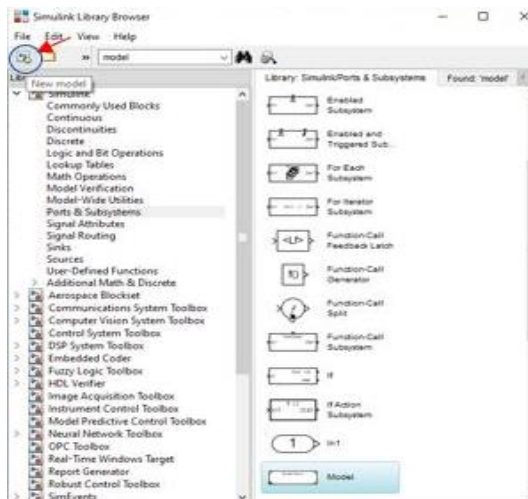 Simulink Library Browser
File Edit View Help
» model
New model
Library: Simulink/Ports & Subsystems Found: 'model'
Simulink
Commonly Used Blocks
Continuous
Discontinuities
Discrete
Logic and Bit Operations
Lookup Tables
Math Operations
Model Verification
Model-Wide Utilities
Ports & Subsystems
Signal Attributes
Signal Routing
Sinks
Sources
User-Defined Functions
Additional Math & Discrete
Aerospace Blockset
Communications System Toolbox
Computer Vision System Toolbox
Control System Toolbox
DSP System Toolbox
Embedded Coder
Fuzzy Logic Toolbox
HDL Verifier
Image Acquisition Toolbox
Instrument Control Toolbox
Model Predictive Control Toolbox
Neural Network Toolbox
OPC Toolbox
Real-Time Windows Target
Report Generator
Robust Control Toolbox
SimEvents
Enabled
Subsystem
Enabled and
Triggered Sub...
For Each
Subsystem
For Iterator
Subsystem
<Lf>
Function-Call
Feedback Latch
f()
Function-Call
Generator
Function-Call
Split
Function-Call
Subsystem
If
If Action
Subsystem
1
In1
Model